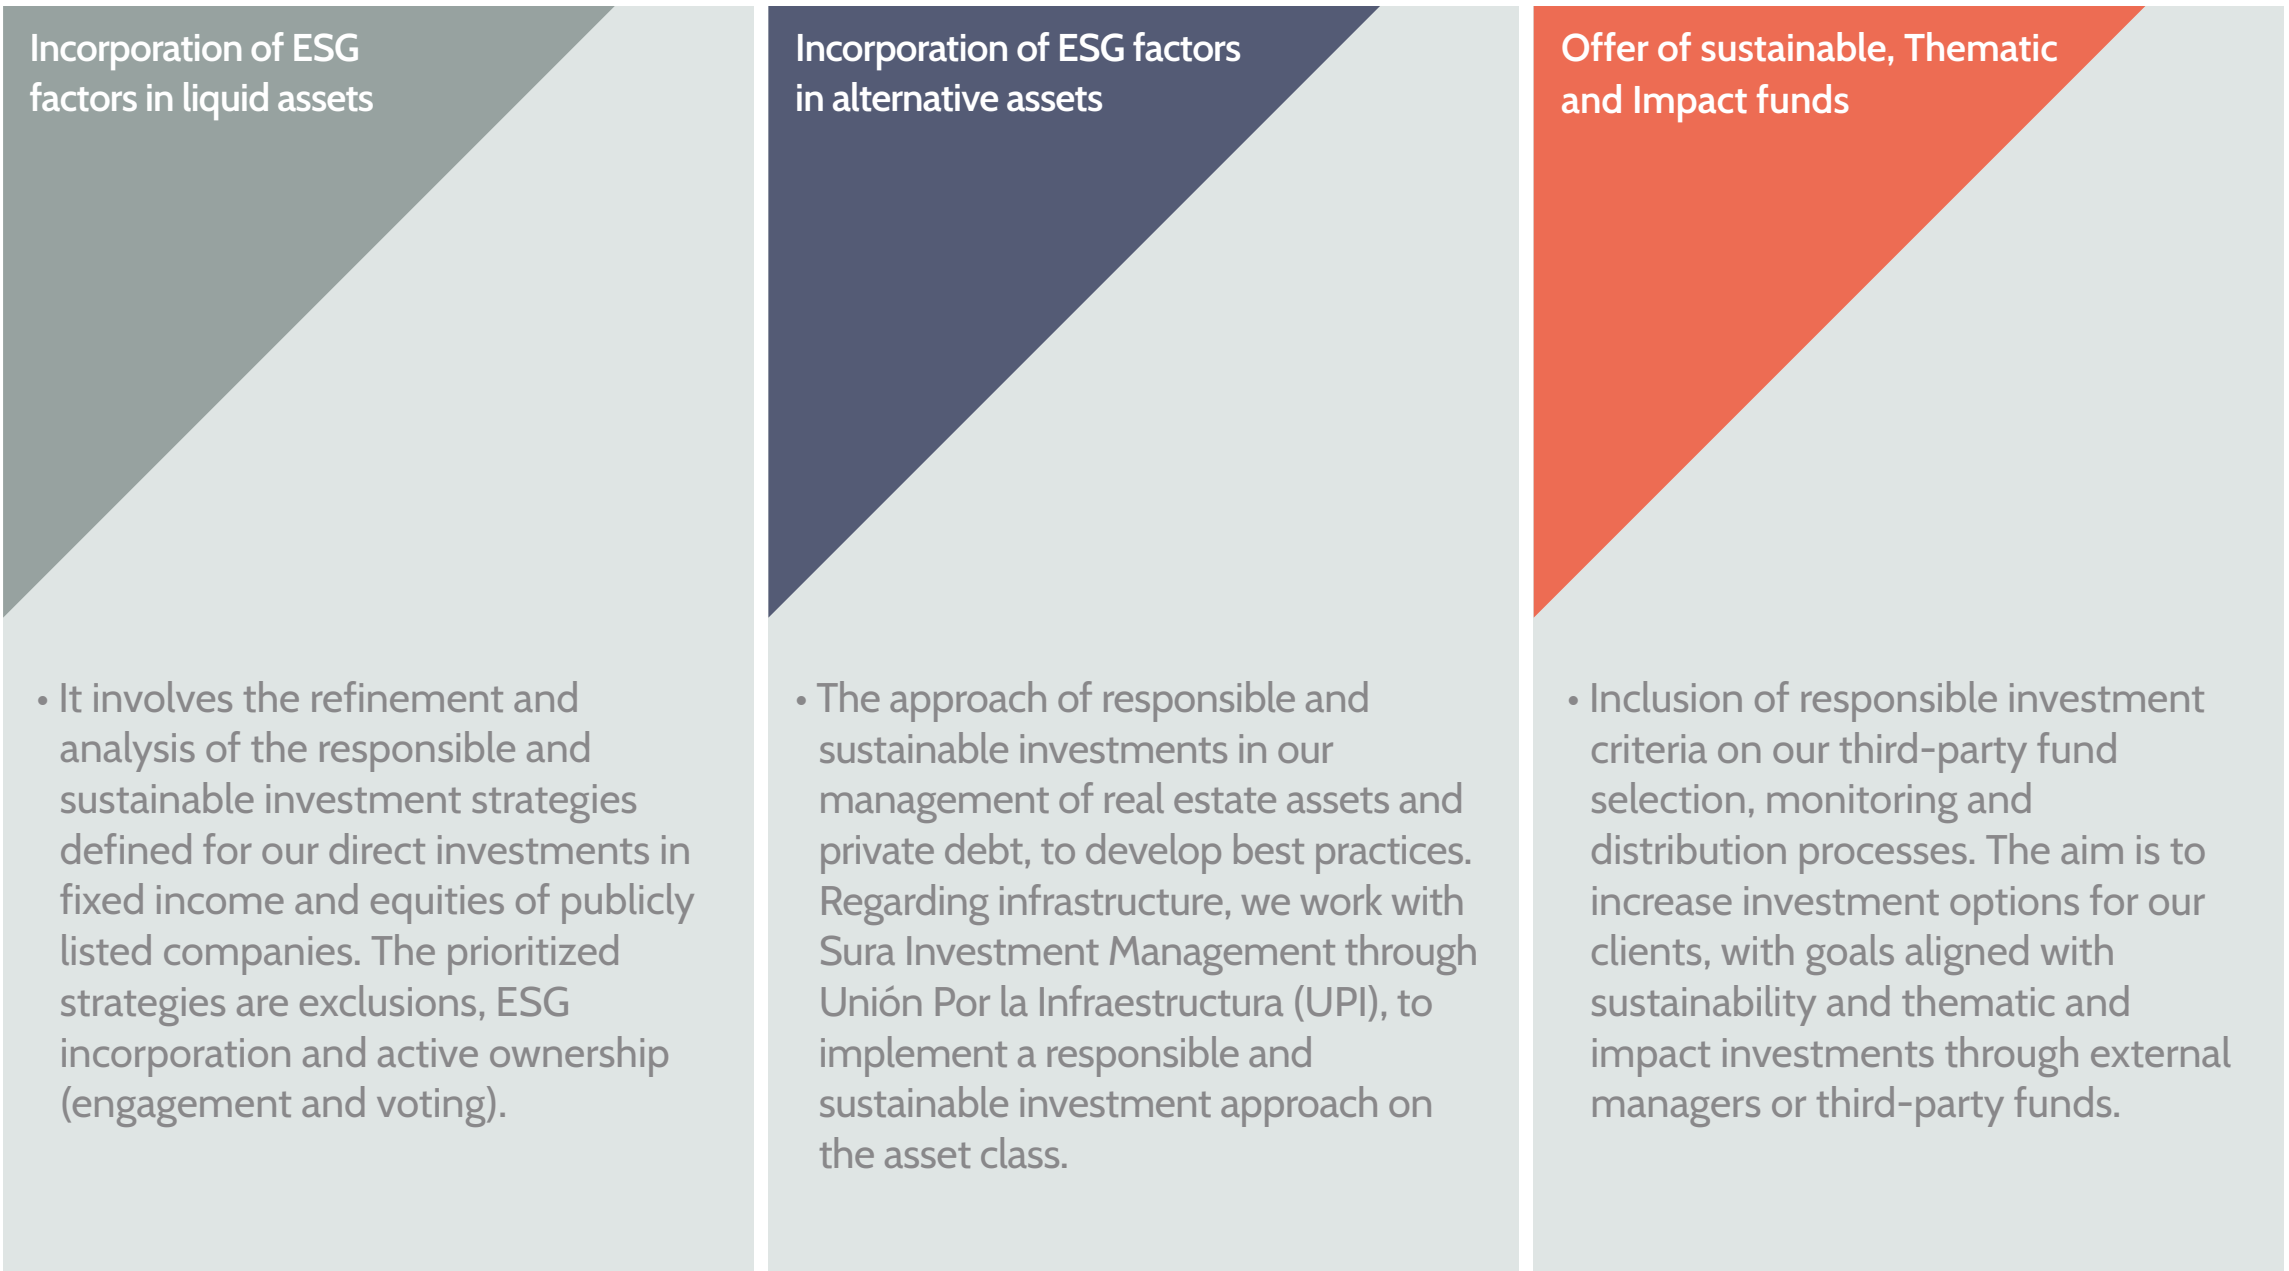 Incorporation of ESG
factors in liquid assets
• It involves the refinement and
analysis of the responsible and
sustainable investment strategies
defined for our direct investments in
fixed income and equities of publicly
listed companies. The prioritized
strategies are exclusions, ESG
incorporation and active ownership
(engagement and voting).
Incorporation of ESG factors
in alternative assets
• The approach of responsible and
sustainable investments in our
management of real estate assets and
private debt, to develop best practices.
Regarding infrastructure, we work with
Sura Investment Management through
Unión Por la Infraestructura (UPI), to
implement a responsible and
sustainable investment approach on
the asset class.
Offer of sustainable, Thematic
and Impact funds
• Inclusion of responsible investment
criteria on our third-party fund
selection, monitoring and
distribution processes. The aim is to
increase investment options for our
clients, with goals aligned with
sustainability and thematic and
impact investments through external
managers or third-party funds.